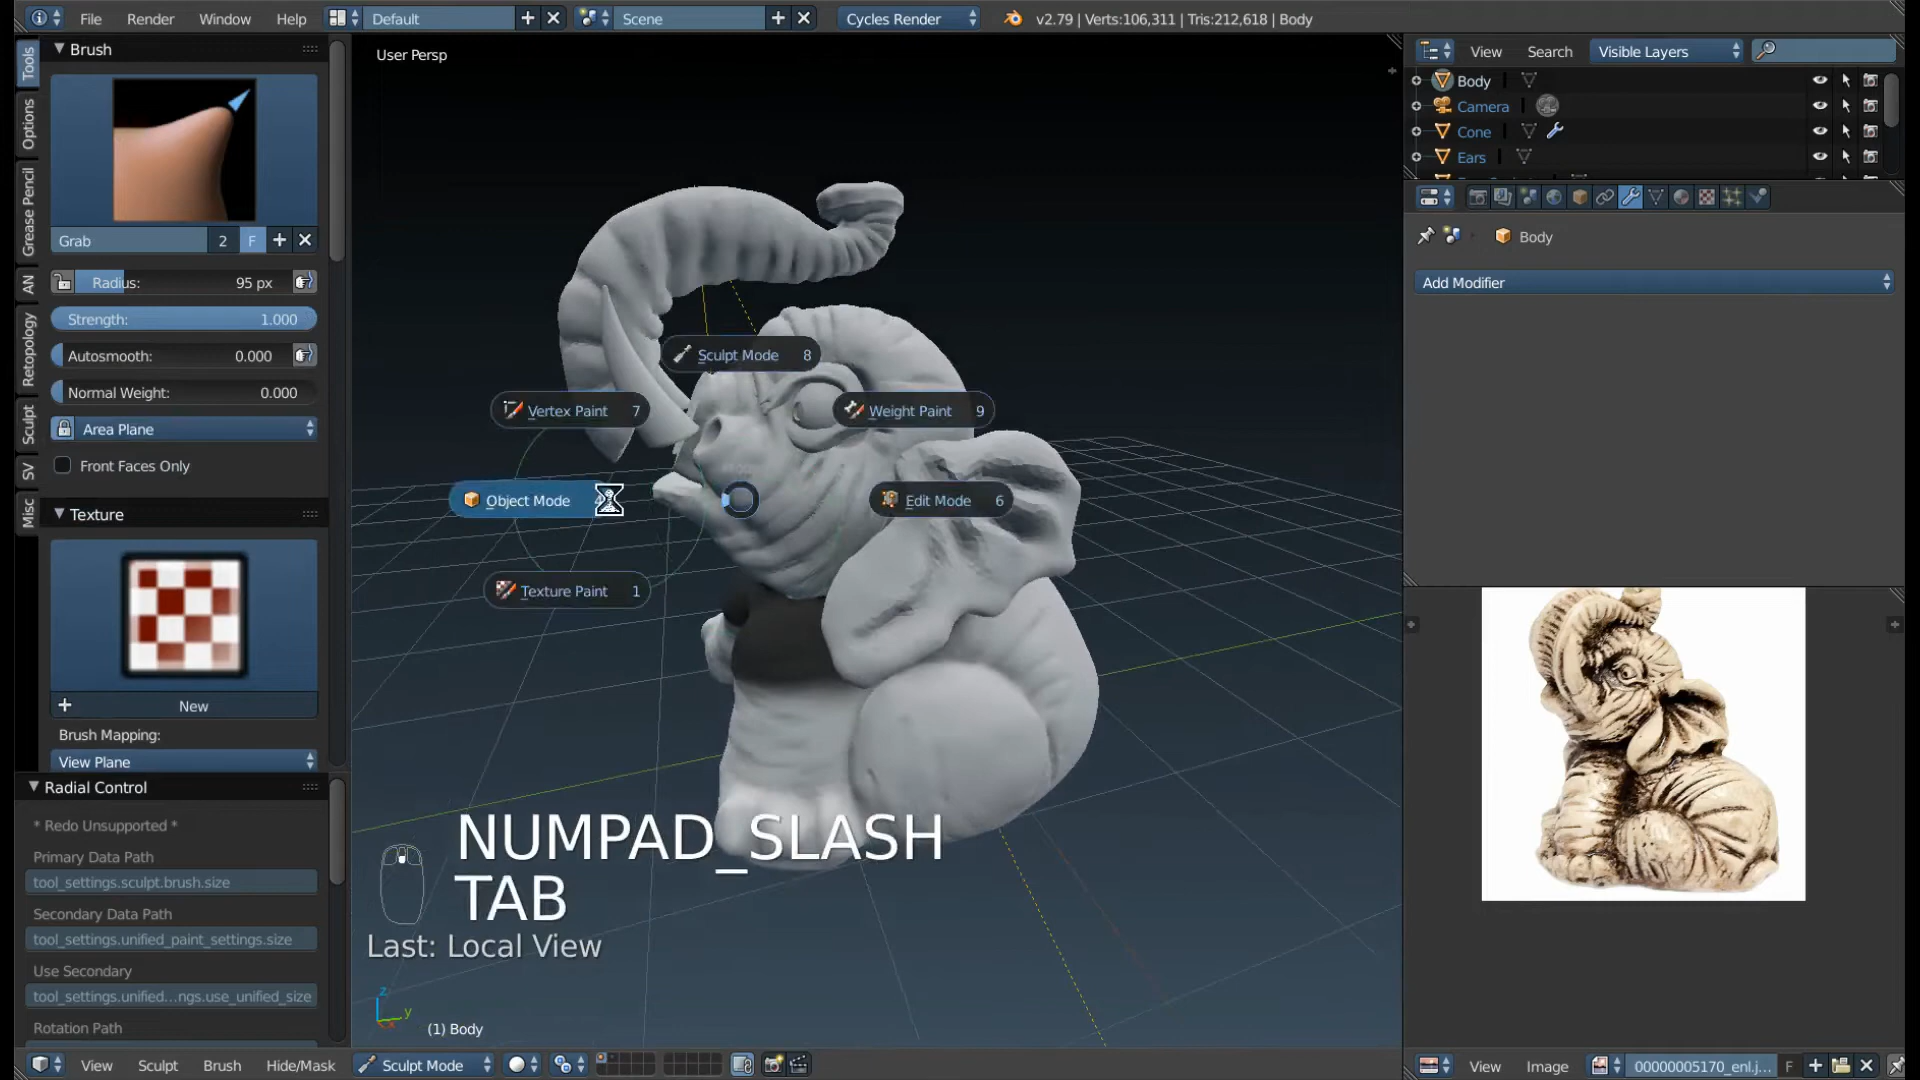 File Render Window Help Default Scene Cycles Render v2.79 | Verts:106,311 | Tris:212,618 | Body
Tools
Options
Grease Pencil
AN
Retopology
Sculpt
SV
Misc
Brush
Grab 2 F
Radius: 95 px
Strength: 1.000
Autosmooth: 0.000
Normal Weight: 0.000
Area Plane
Front Faces Only
Texture
New
Brush Mapping:
View Plane
Radial Control
* Redo Unsupported *
Primary Data Path
tool_settings.sculpt.brush.size
Secondary Data Path
tool_settings.unified_paint_settings.size
Use Secondary
tool_settings.unified...ngs.use_unified_size
Rotation Path
User Persp
Sculpt Mode 8
Vertex Paint 7
Weight Paint 9
Object Mode
Edit Mode 6
Texture Paint 1
NUMPAD_SLASH
TAB
Last: Local View
z
y
(1) Body
View Sculpt Brush Hide/Mask Sculpt Mode
View Search Visible Layers
Body
Camera
Cone
Ears
Body
Add Modifier
View Image 00000005170_enl.j... F